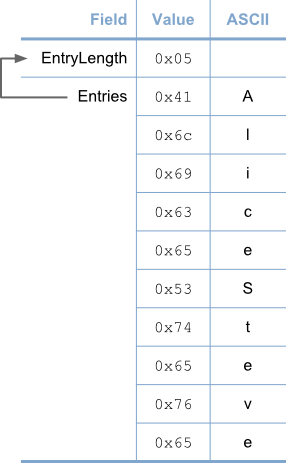 Field Value ASCII
EntryLength 0x05
Entries 0x41 A
0x6c l
0x69 i
0x63 c
0x65 e
0x53 S
0x74 t
0x65 e
0x76 v
0x65 e